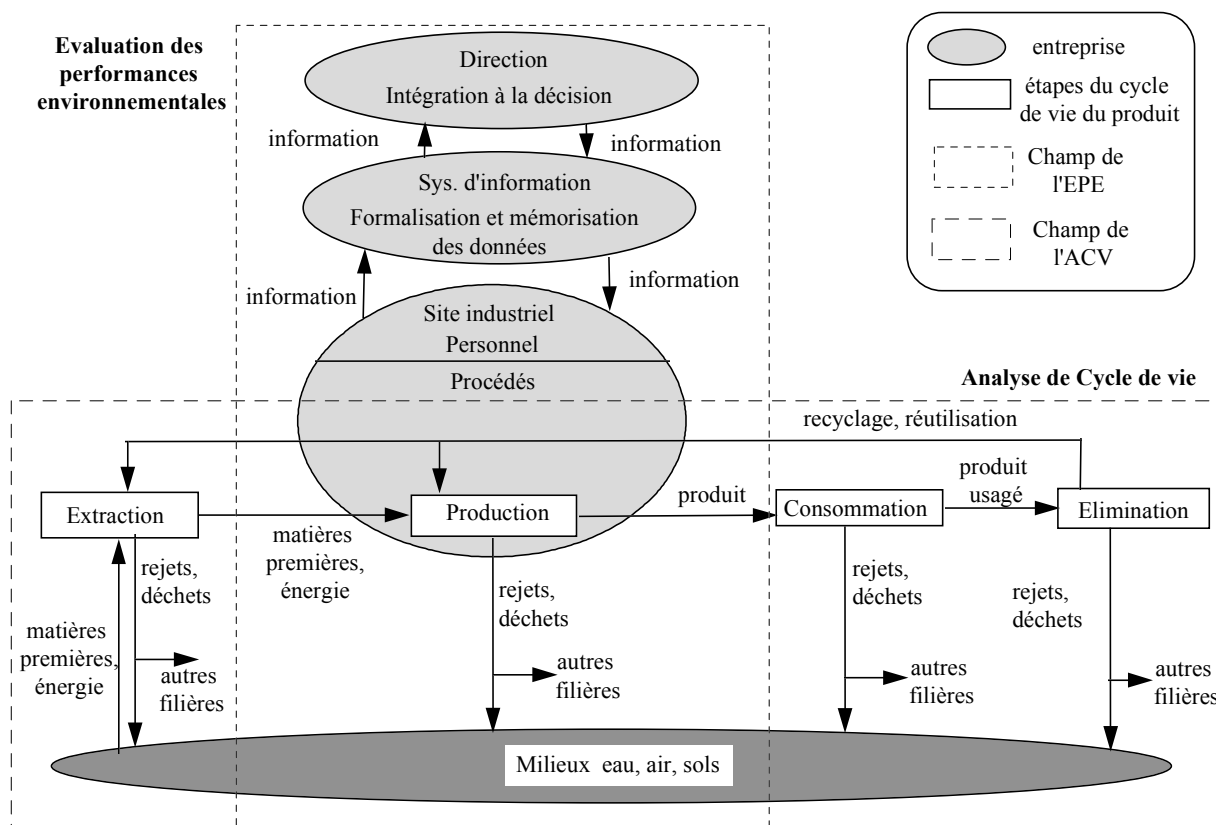 Evaluation des
performances
environnementales
Direction
Intégration à la décision
information
information
Sys. d'information
Formalisation et mémorisation
des données
information
information
Site industriel
Personnel
Procédés
entreprise
étapes du cycle
de vie du produit
Champ de
l'EPE
Champ de
l'ACV
Analyse de Cycle de vie
recyclage, réutilisation
Extraction
matières
premières,
énergie
Production
produit
Consommation
produit
usagé
Elimination
matières
premières,
énergie
rejets,
déchets
autres
filières
rejets,
déchets
autres
filières
rejets,
déchets
autres
filières
rejets,
déchets
autres
filières
Milieux eau, air, sols